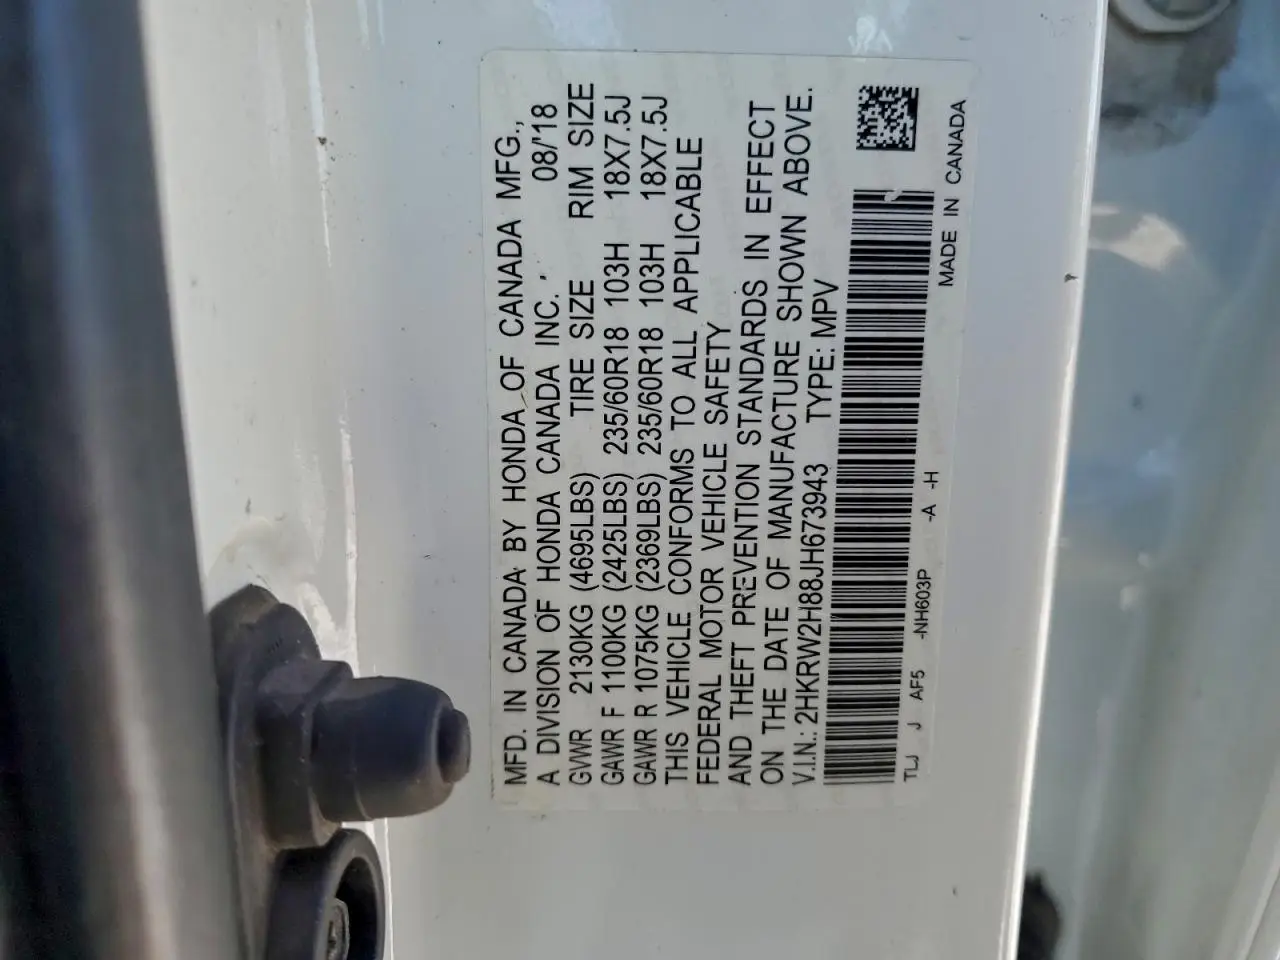 MFD. IN CANADA BY HONDA OF CANADA MFG.,
A DIVISION OF HONDA CANADA INC. 08/'18
GVWR 2130KG (4695LBS) TIRE SIZE RIM SIZE
GAWR F 1100KG (2425LBS) 235/60R18 103H 18X7.5J
GAWR R 1075KG (2369LBS) 235/60R18 103H 18X7.5J
THIS VEHICLE CONFORMS TO ALL APPLICABLE
FEDERAL MOTOR VEHICLE SAFETY
AND THEFT PREVENTION STANDARDS IN EFFECT
ON THE DATE OF MANUFACTURE SHOWN ABOVE.
V.I.N.: 2HKRW2H88JH673943 TYPE: MPV
TLJ J AF5 -NH603P -A -H MADE IN CANADA